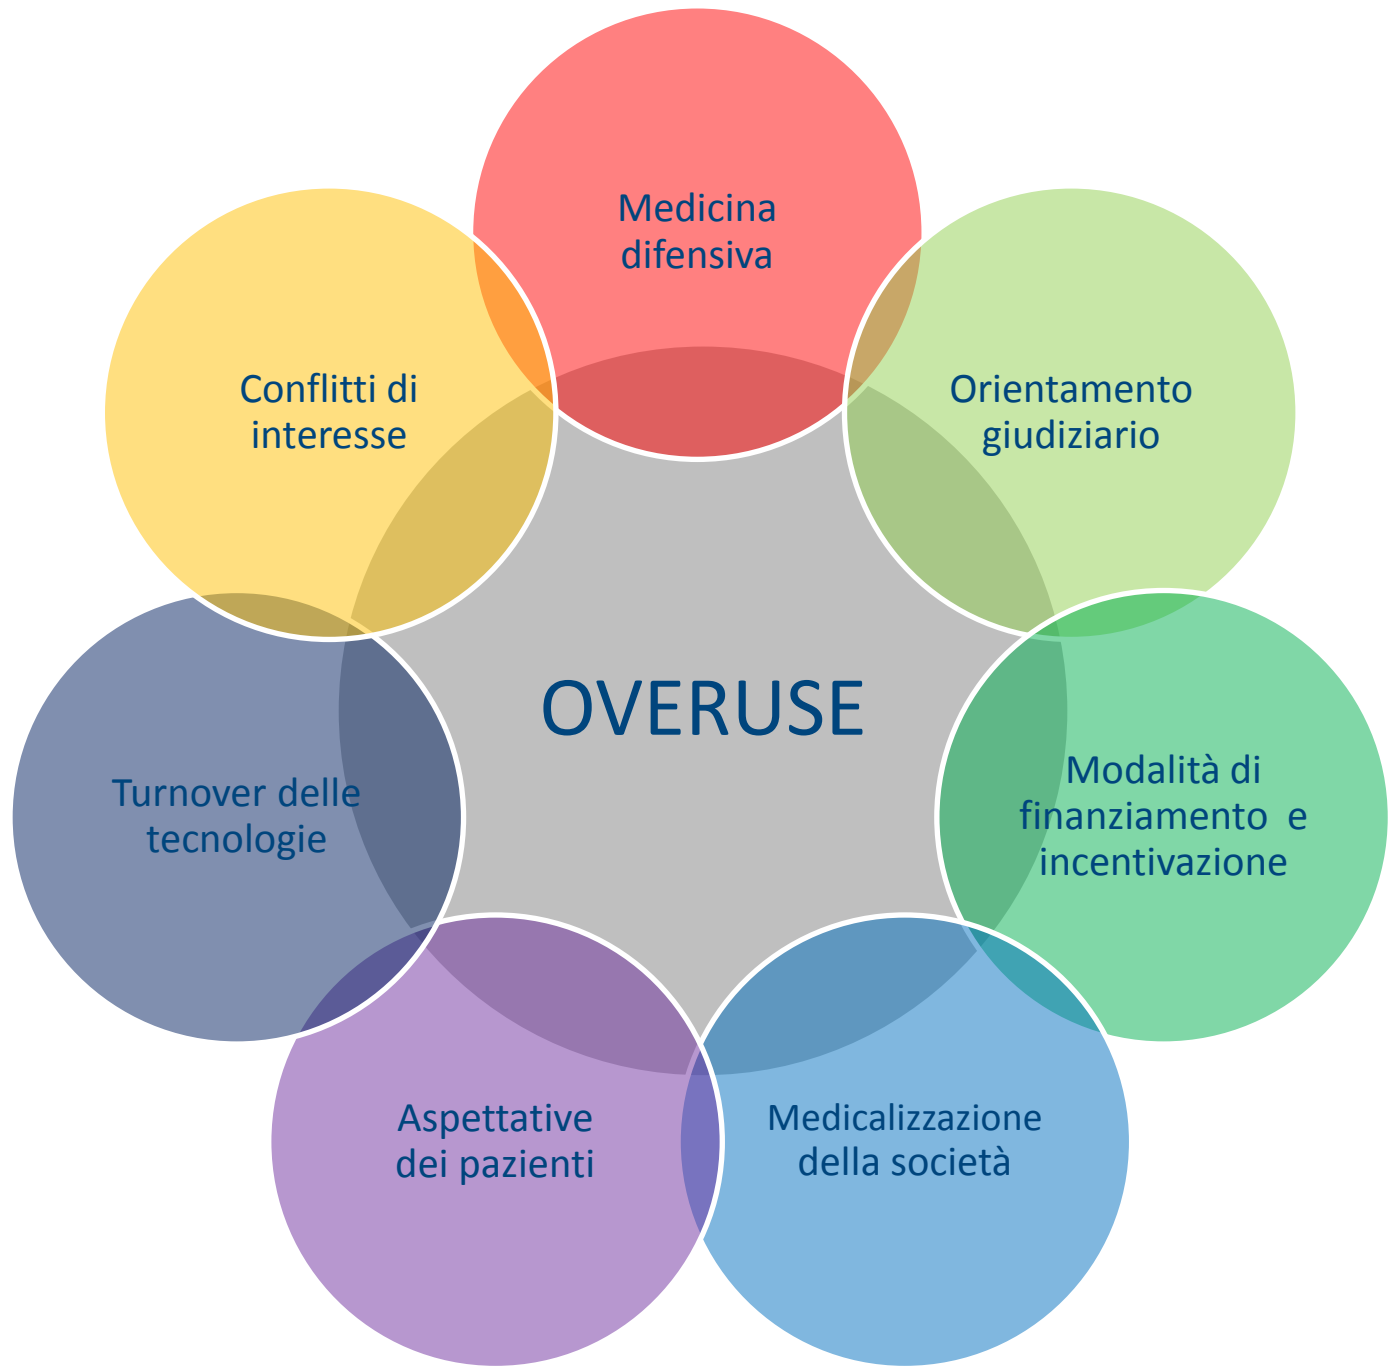 Medicina
difensiva
Conflitti di
interesse
Orientamento
giudiziario
OVERUSE
Turnover delle
tecnologie
Modalità di
finanziamento e
incentivazione
Aspettative
dei pazienti
Medicalizzazione
della società